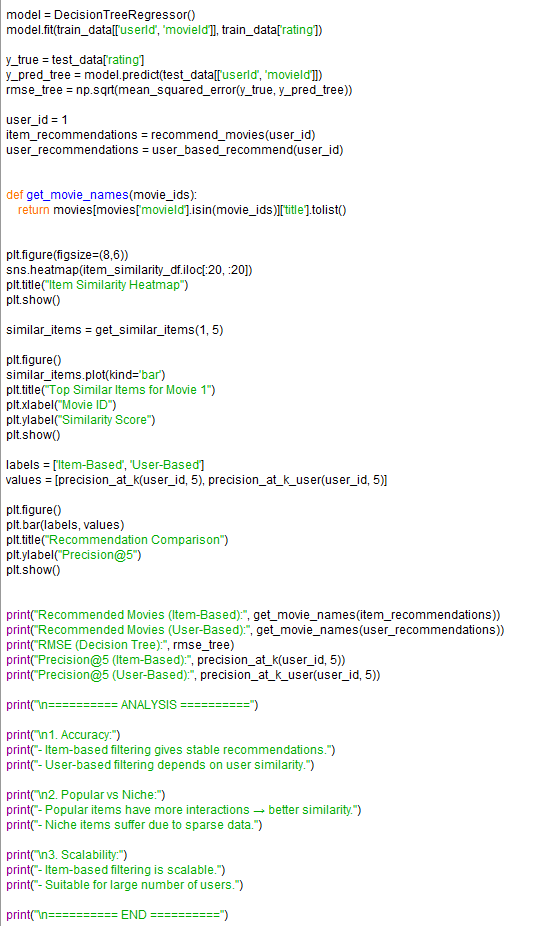 model = DecisionTreeRegressor()
model.fit(train_data[['userId', 'movieId']], train_data['rating'])
y_true = test_data['rating']
y_pred_tree = model.predict(test_data[['userId', 'movieId']])
rmse_tree = np.sqrt(mean_squared_error(y_true, y_pred_tree))
user_id = 1
item_recommendations = recommend_movies(user_id)
user_recommendations = user_based_recommend(user_id)
def get_movie_names(movie_ids):
    return movies[movies['movieId'].isin(movie_ids)]['title'].tolist()
plt.figure(figsize=(8,6))
sns.heatmap(item_similarity_df.iloc[:20, :20])
plt.title("Item Similarity Heatmap")
plt.show()
similar_items = get_similar_items(1, 5)
plt.figure()
similar_items.plot(kind='bar')
plt.title("Top Similar Items for Movie 1")
plt.xlabel("Movie ID")
plt.ylabel("Similarity Score")
plt.show()
labels = ['Item-Based', 'User-Based']
values = [precision_at_k(user_id, 5), precision_at_k_user(user_id, 5)]
plt.figure()
plt.bar(labels, values)
plt.title("Recommendation Comparison")
plt.ylabel("Precision@5")
plt.show()
print("Recommended Movies (Item-Based):", get_movie_names(item_recommendations))
print("Recommended Movies (User-Based):", get_movie_names(user_recommendations))
print("RMSE (Decision Tree):", rmse_tree)
print("Precision@5 (Item-Based):", precision_at_k(user_id, 5))
print("Precision@5 (User-Based):", precision_at_k_user(user_id, 5))
print("\n========== ANALYSIS ==========")
print("\n1. Accuracy:")
print("- Item-based filtering gives stable recommendations.")
print("- User-based filtering depends on user similarity.")
print("\n2. Popular vs Niche:")
print("- Popular items have more interactions → better similarity.")
print("- Niche items suffer due to sparse data.")
print("\n3. Scalability:")
print("- Item-based filtering is scalable.")
print("- Suitable for large number of users.")
print("\n========== END ==========")